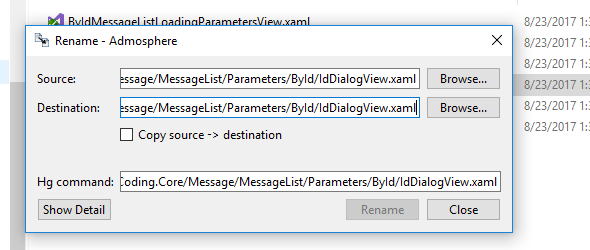 ByIdMessageListLoadingParametersView.xaml
8/23/2017 1:3
Rename - Admosphere
8/23/2017 1:3
Source: essage/MessageList/Parameters/ById/IdDialogView.xaml Browse...
8/23/2017 1:3
8/23/2017 1:3
Destination: essage/MessageList/Parameters/ById/IdDialogView.xaml Browse...
8/23/2017 1:3
Copy source -> destination
8/23/2017 1:3
Hg command: Coding.Core/Message/MessageList/Parameters/ById/IdDialogView.xaml
Show Detail Rename Close